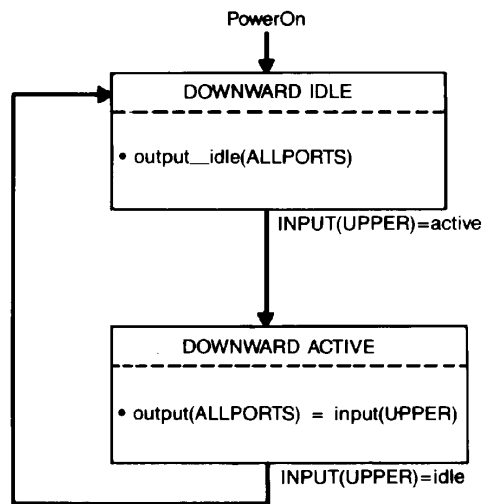 PowerOn
DOWNWARD IDLE
• output__idle(ALLPORTS)
INPUT(UPPER)=active
DOWNWARD ACTIVE
• output(ALLPORTS) = input(UPPER)
INPUT(UPPER)=idle